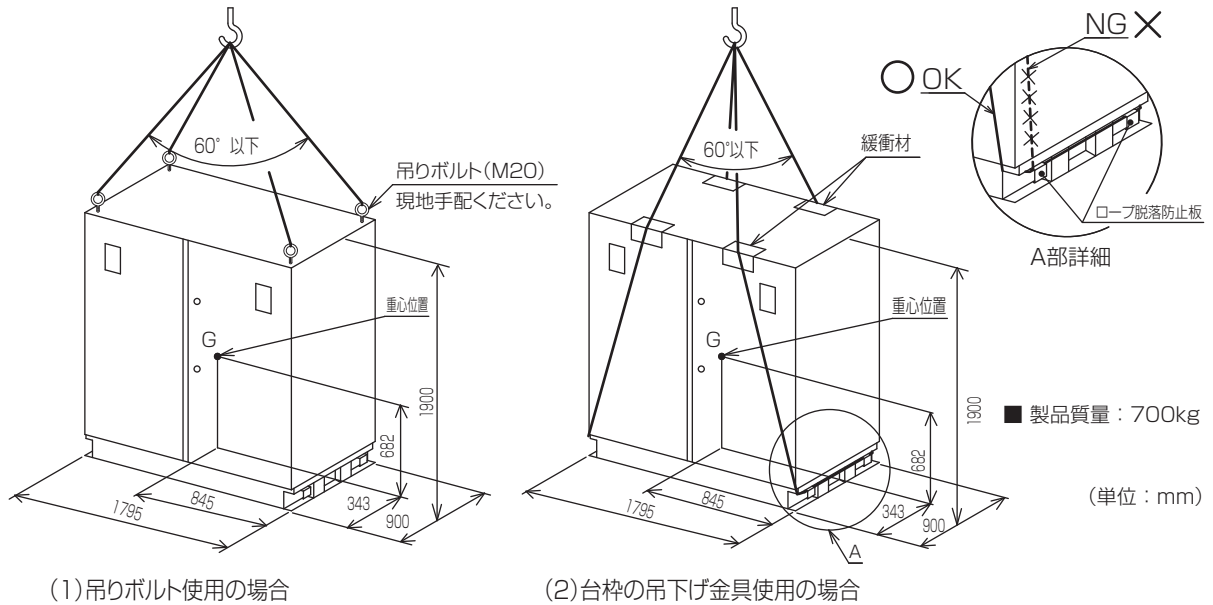 60°以下
吊りボルト(M20)
現地手配ください。
重心位置
G
1900
682
845
1795
343
900
(1)吊りボルト使用の場合
60°以下
緩衝材
重心位置
G
1900
682
845
1795
343
900
A
(2)台枠の吊下げ金具使用の場合
NG
OK
ロープ脱落防止板
A部詳細
■ 製品質量：700kg
(単位：mm)